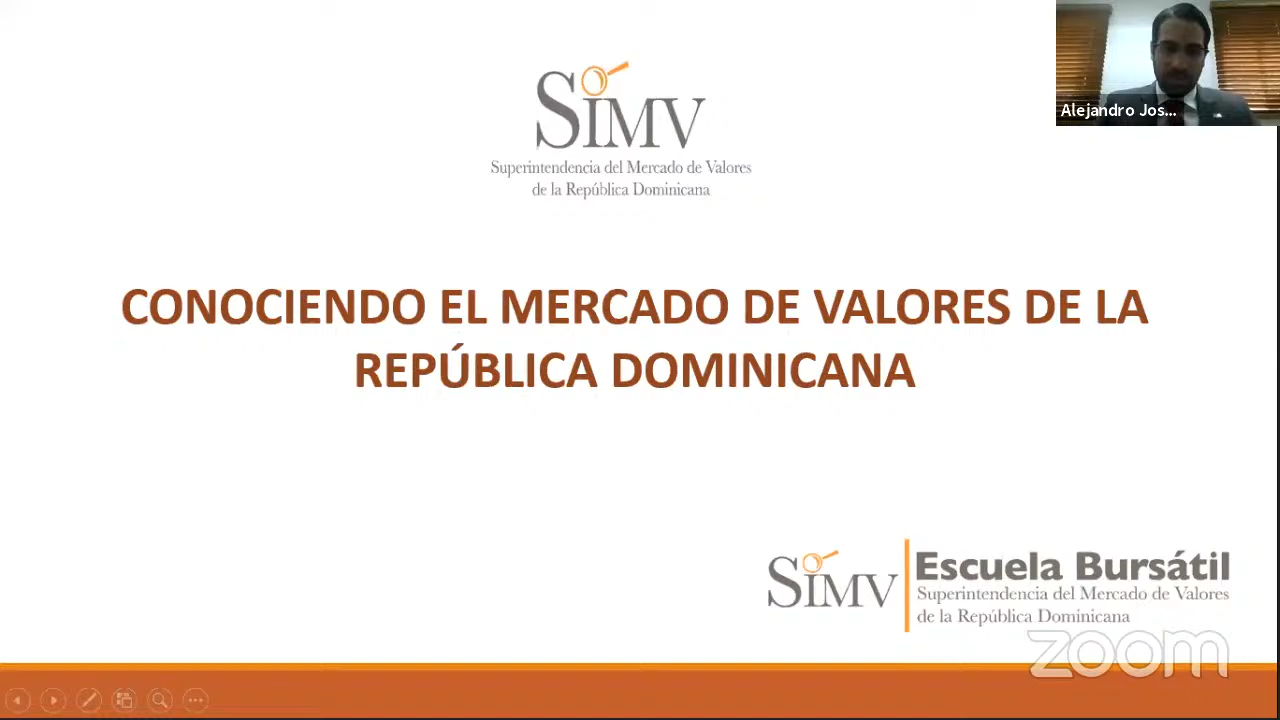 SIMV
Superintendencia del Mercado de Valores
de la República Dominicana
Alejandro Jos...
CONOCIENDO EL MERCADO DE VALORES DE LA
REPÚBLICA DOMINICANA
SIMV
Escuela Bursátil
Superintendencia del Mercado de Valores
de la República Dominicana
zoom